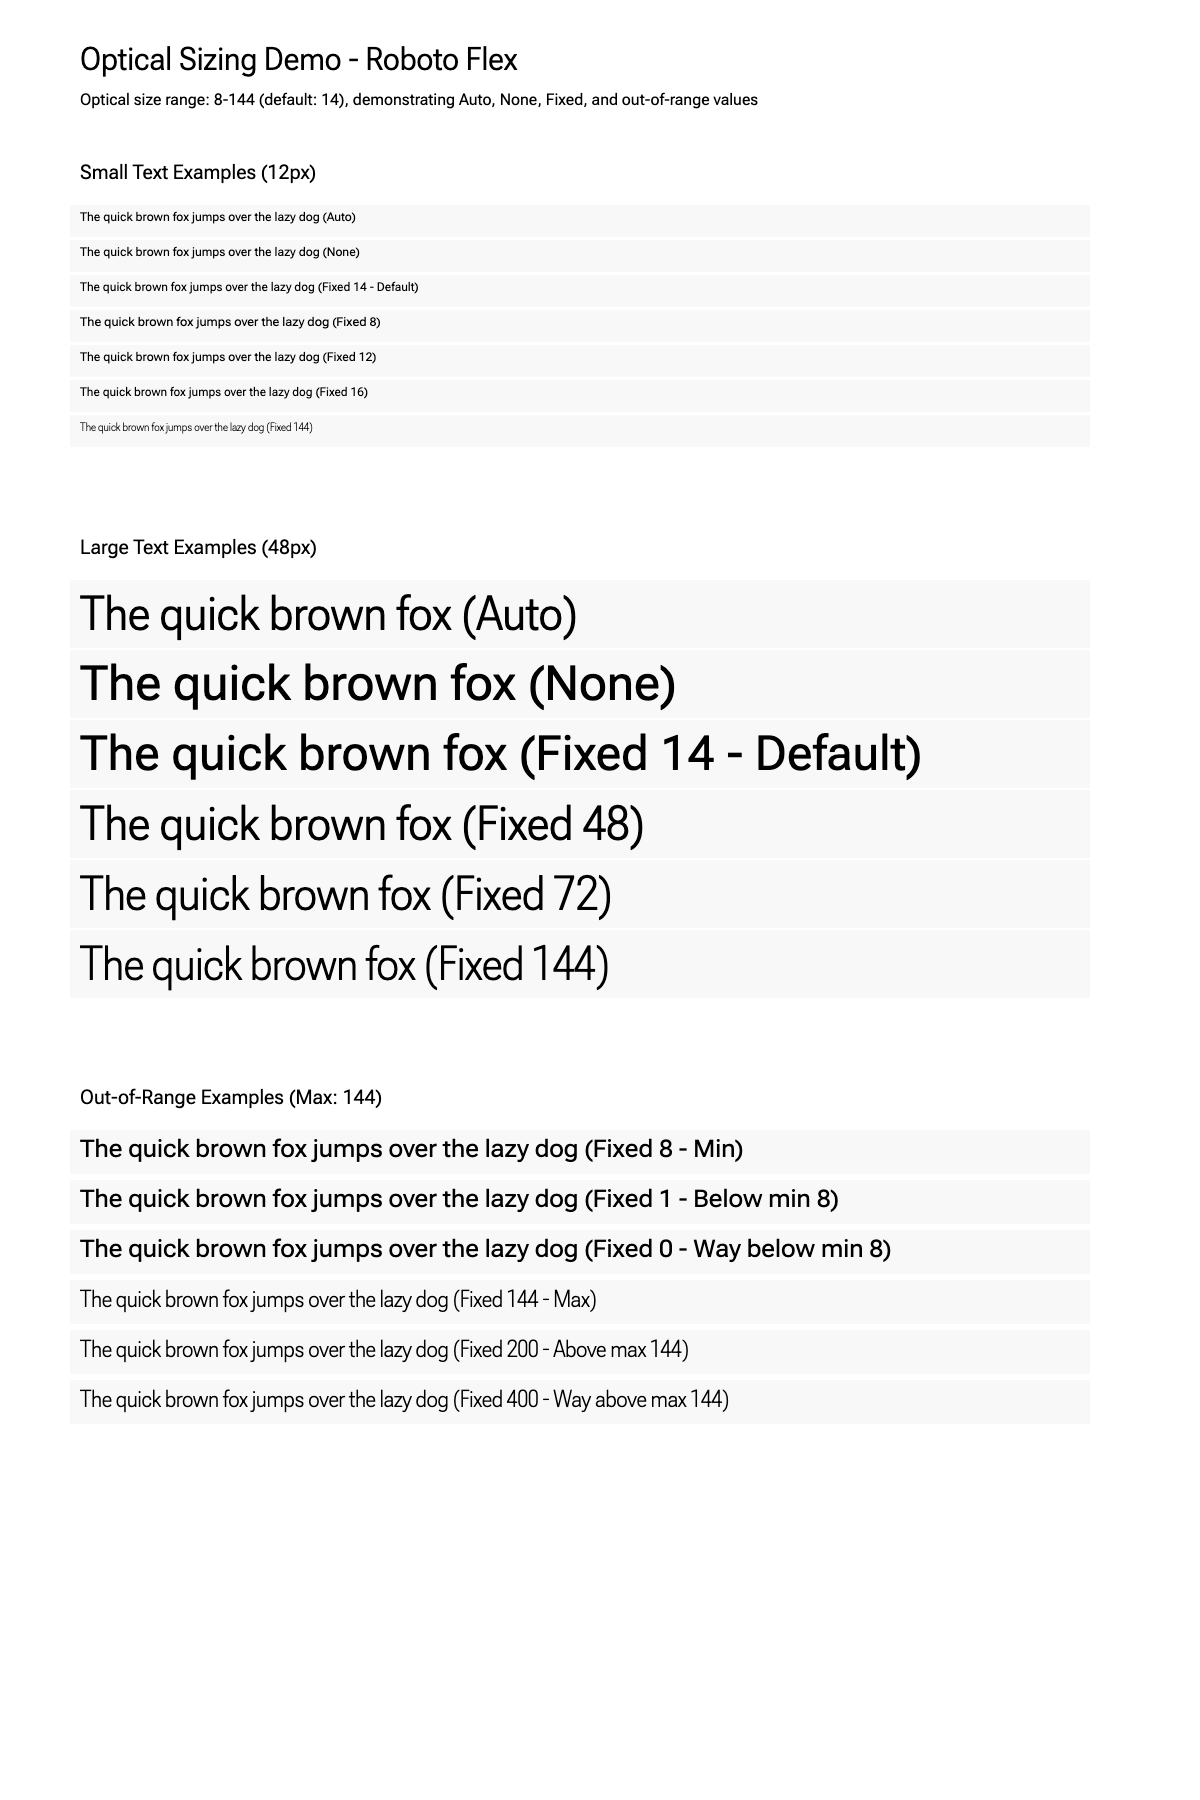 Optical Sizing Demo - Roboto Flex
Optical size range: 8-144 (default: 14), demonstrating Auto, None, Fixed, and out-of-range values
Small Text Examples (12px)
The quick brown fox jumps over the lazy dog (Auto)
The quick brown fox jumps over the lazy dog (None)
The quick brown fox jumps over the lazy dog (Fixed 14 - Default)
The quick brown fox jumps over the lazy dog (Fixed 8)
The quick brown fox jumps over the lazy dog (Fixed 12)
The quick brown fox jumps over the lazy dog (Fixed 16)
The quick brown fox jumps over the lazy dog (Fixed 144)
Large Text Examples (48px)
The quick brown fox (Auto)
The quick brown fox (None)
The quick brown fox (Fixed 14 - Default)
The quick brown fox (Fixed 48)
The quick brown fox (Fixed 72)
The quick brown fox (Fixed 144)
Out-of-Range Examples (Max: 144)
The quick brown fox jumps over the lazy dog (Fixed 8 - Min)
The quick brown fox jumps over the lazy dog (Fixed 1 - Below min 8)
The quick brown fox jumps over the lazy dog (Fixed 0 - Way below min 8)
The quick brown fox jumps over the lazy dog (Fixed 144 - Max)
The quick brown fox jumps over the lazy dog (Fixed 200 - Above max 144)
The quick brown fox jumps over the lazy dog (Fixed 400 - Way above max 144)